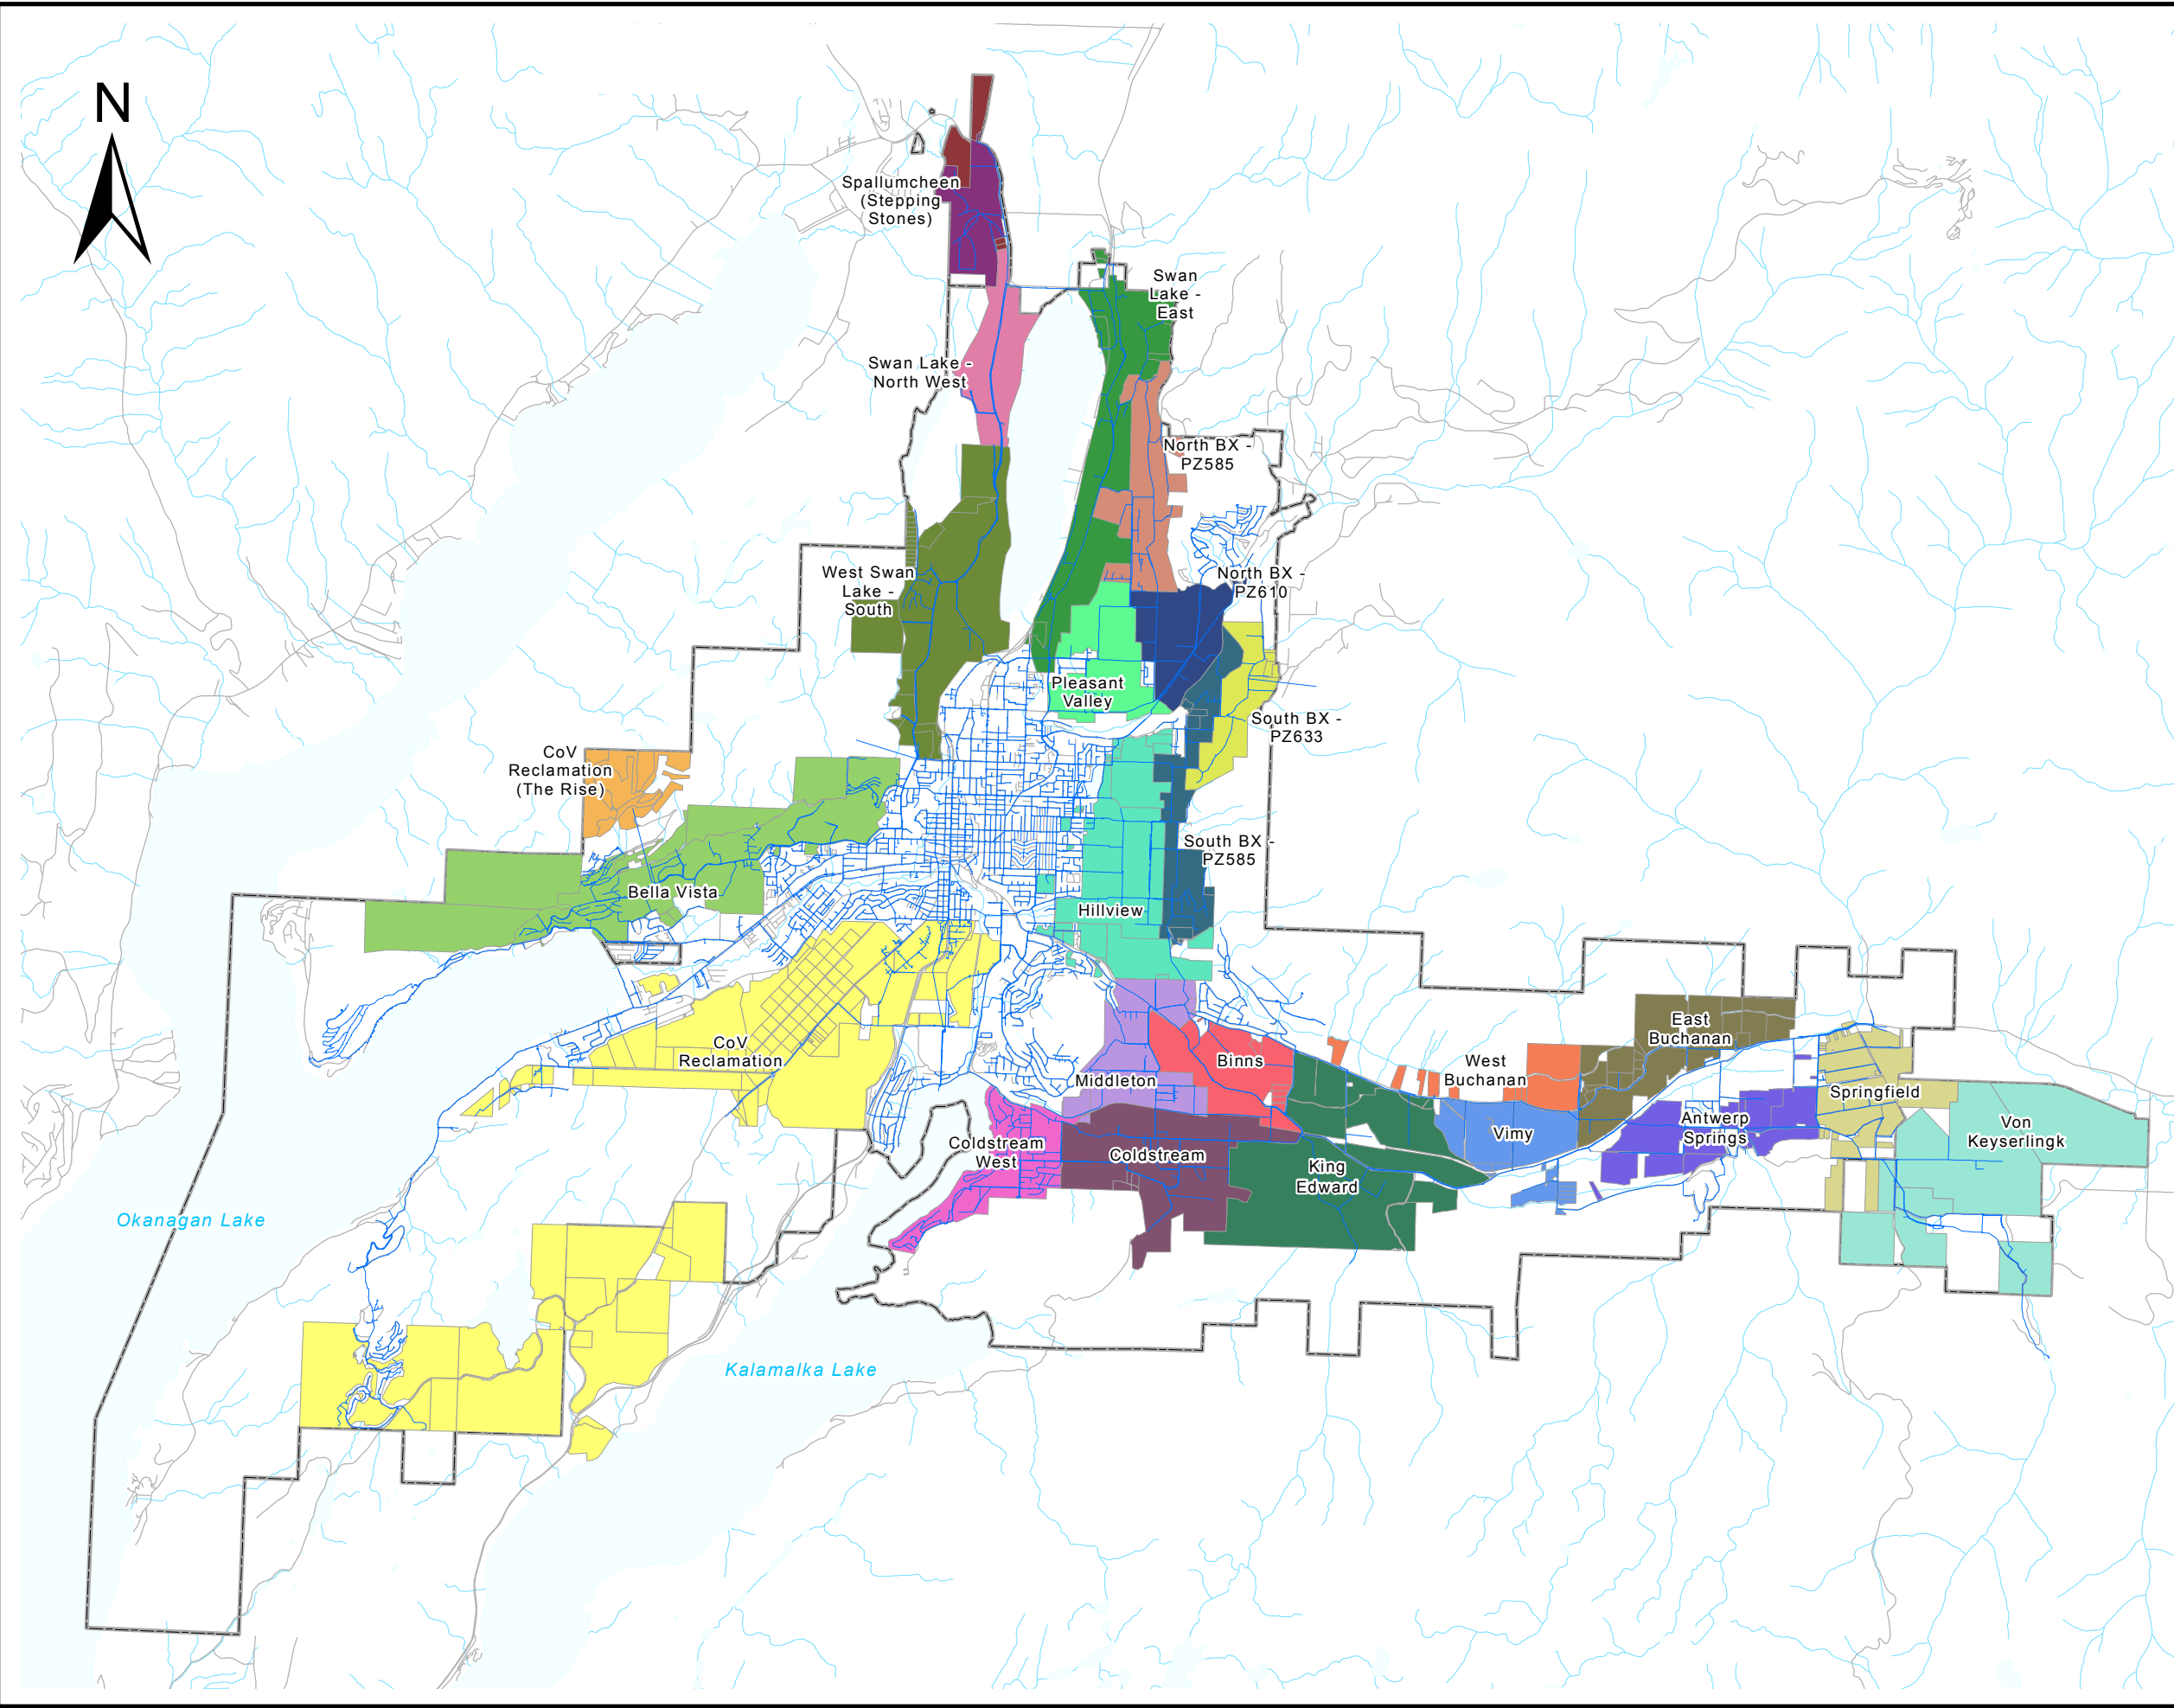 N
Spallumcheen
(Stepping
Stones)
Swan
Lake -
East
Swan Lake -
North West
North BX -
PZ585
West Swan
Lake -
South
North BX -
PZ610
Pleasant
Valley
South BX -
PZ633
CoV
Reclamation
(The Rise)
South BX -
PZ585
Bella Vista
Hillview
East
Buchanan
CoV
Reclamation
Binns
West
Buchanan
Middleton
Springfield
Antwerp
Springs
Von
Keyserlingk
Vimy
Coldstream
West
Coldstream
King
Edward
Okanagan Lake
Kalamalka Lake